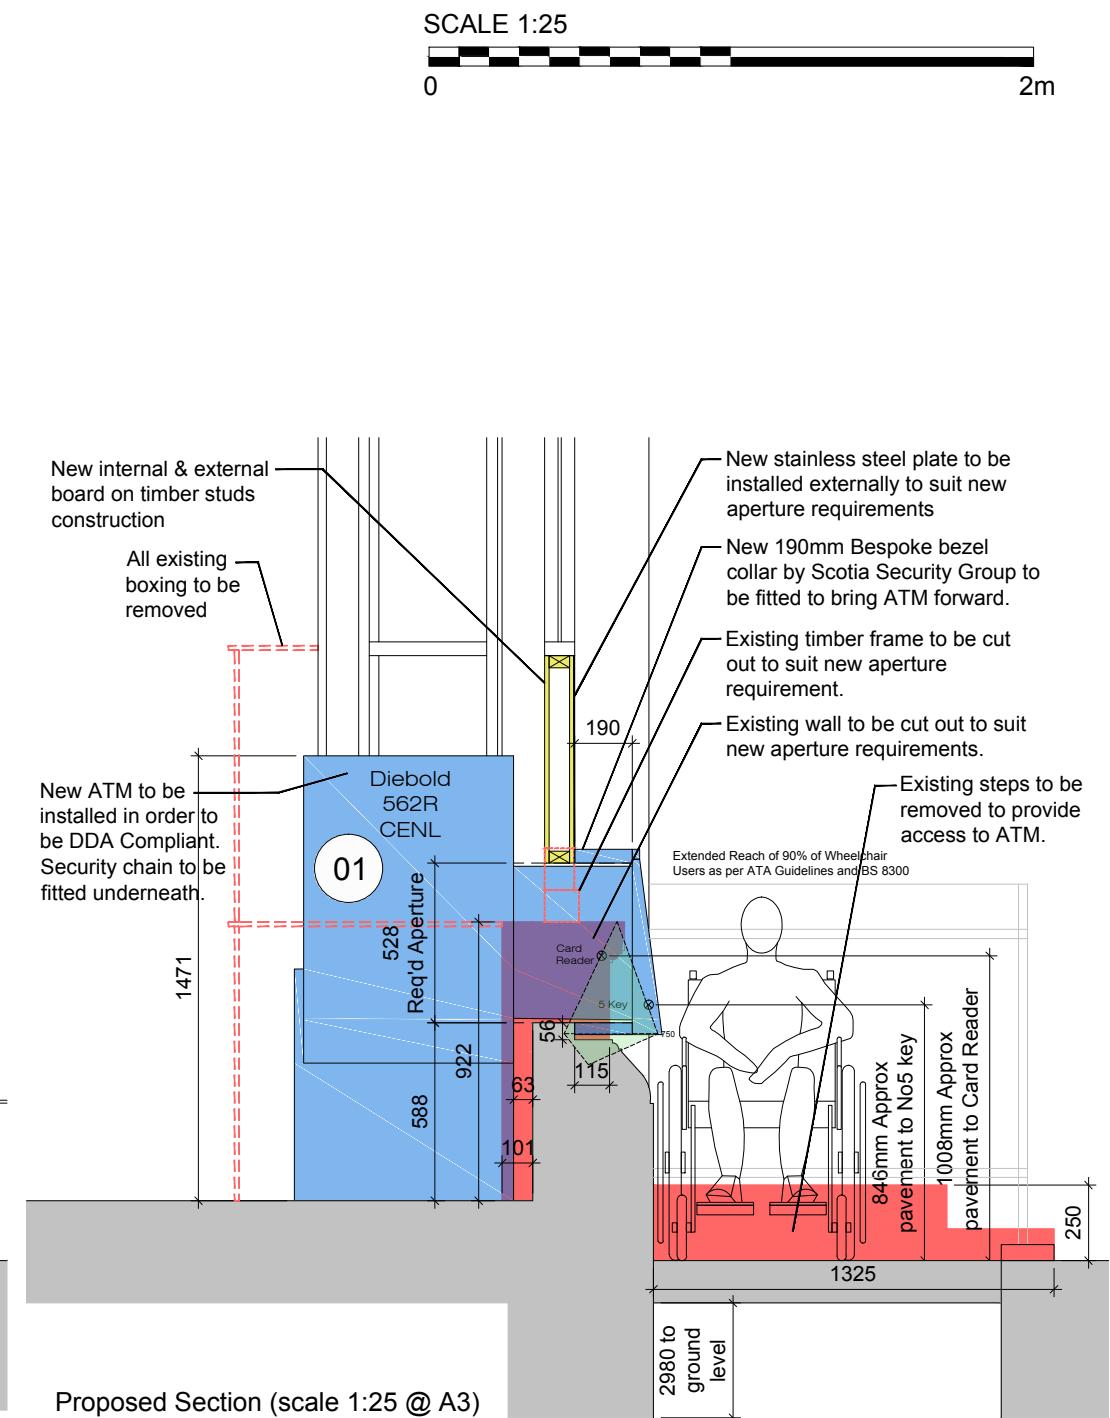 SCALE 1:25
0
2m
New internal & external
board on timber studs
construction
All existing
boxing to be
removed
New stainless steel plate to be
installed externally to suit new
aperture requirements
New 190mm Bespoke bezel
collar by Scotia Security Group to
be fitted to bring ATM forward.
Existing timber frame to be cut
out to suit new aperture
requirement.
Existing wall to be cut out to suit
new aperture requirements.
190
New ATM to be
installed in order to
be DDA Compliant.
Security chain to be
fitted underneath.
Diebold
562R
CENL
01
Existing steps to be
removed to provide
access to ATM.
Extended Reach of 90% of Wheelchair
Users as per ATA Guidelines and BS 8300
528
Req'd Aperture
Card
Reader
5 Key
750
1471
922
588
56
115
63
101
846mm Approx
pavement to No5 key
1008mm Approx
pavement to Card Reader
250
1325
2980 to
ground
level
Proposed Section (scale 1:25 @ A3)